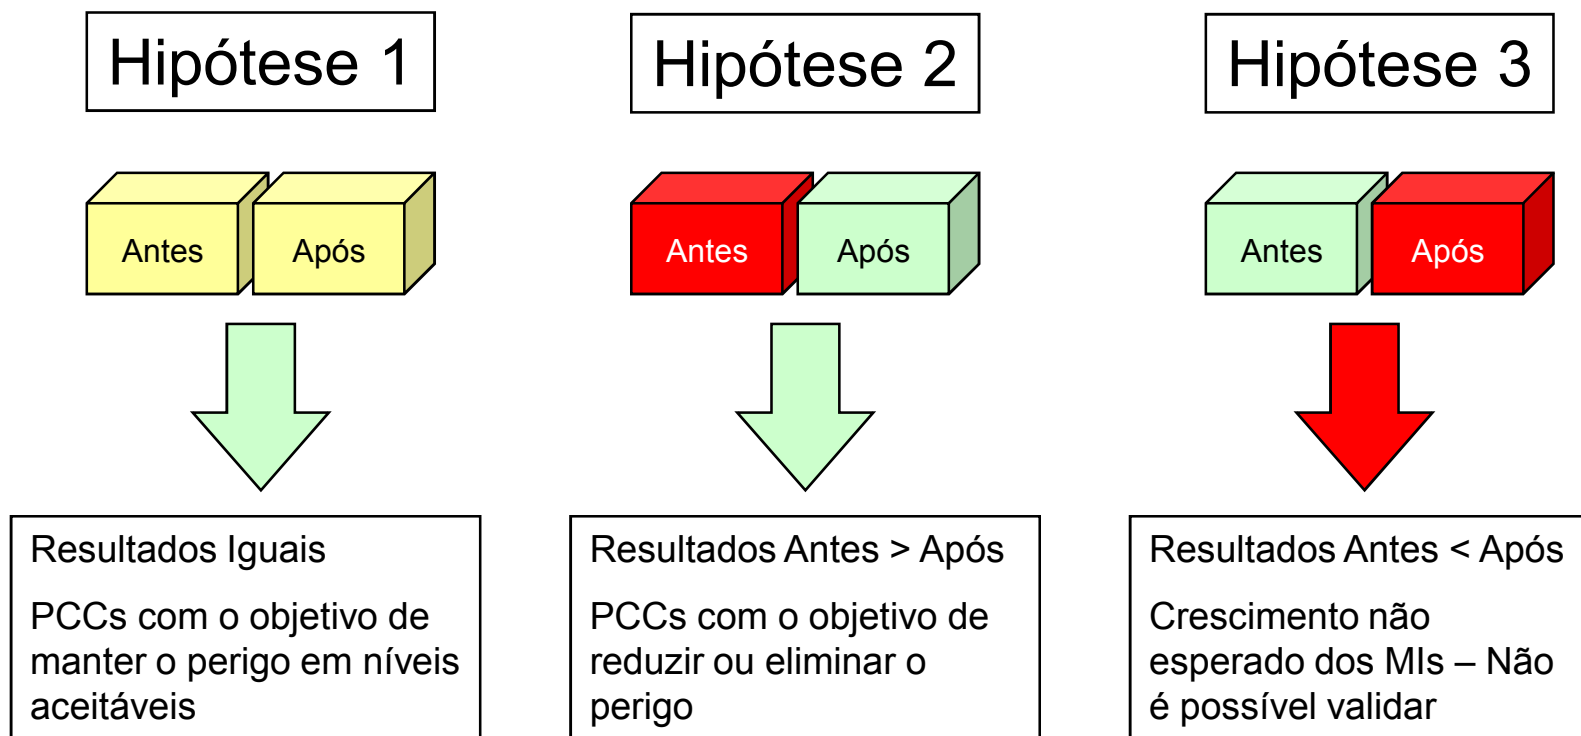 Hipótese 1
Hipótese 2
Hipótese 3
Antes
Após
Antes
Após
Antes
Após
Resultados Iguais
PCCs com o objetivo de
manter o perigo em níveis
aceitáveis
Resultados Antes > Após
PCCs com o objetivo de
reduzir ou eliminar o
perigo
Resultados Antes < Após
Crescimento não
esperado dos MIs – Não
é possível validar